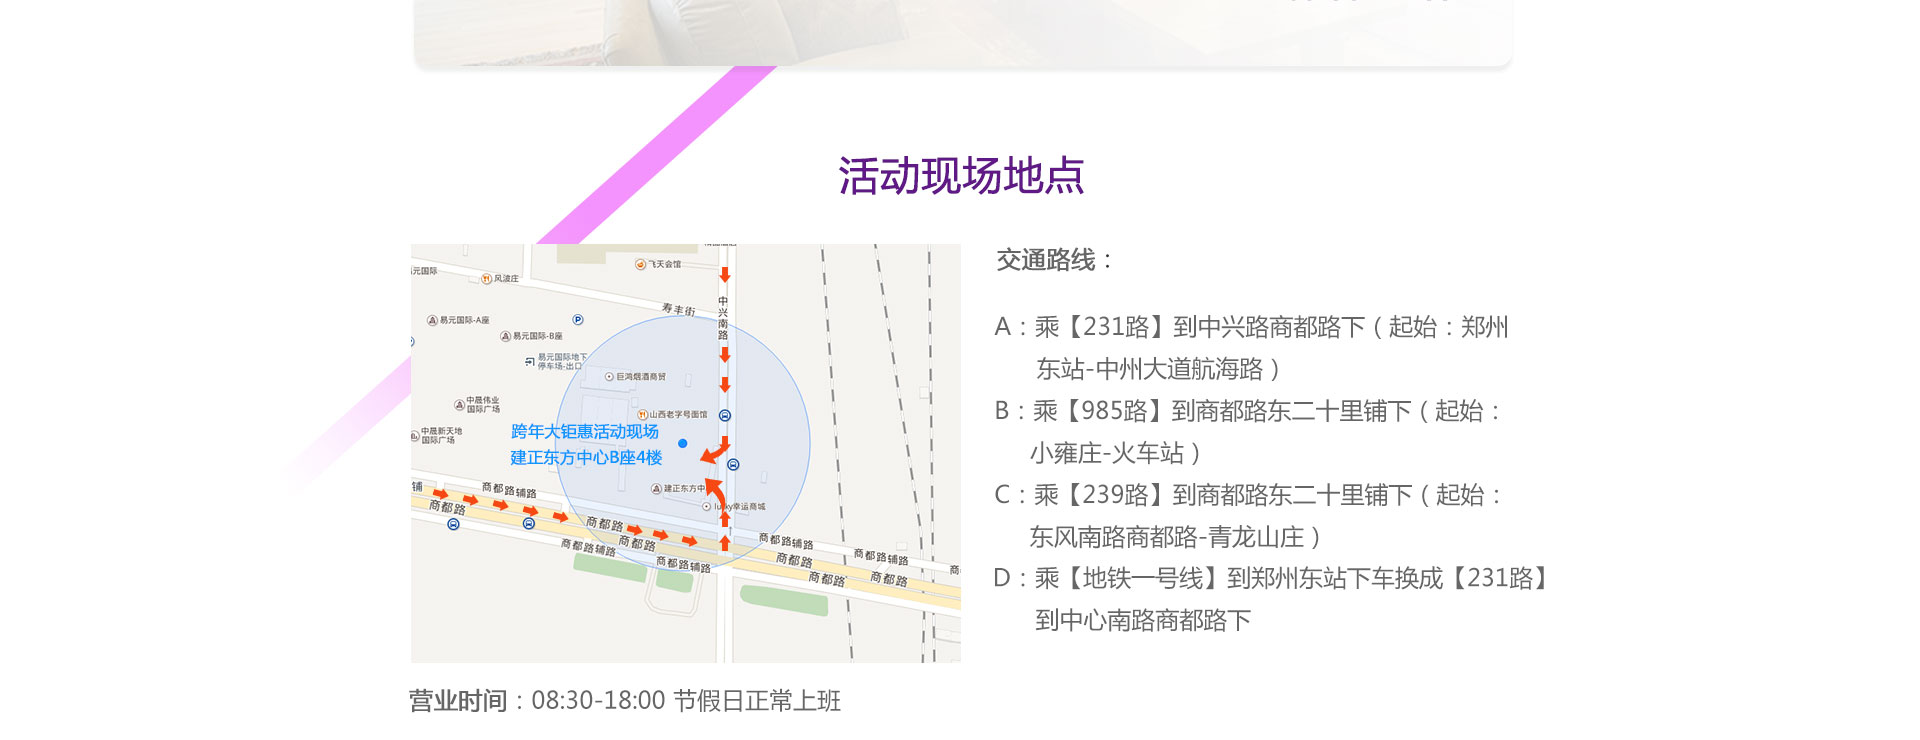 活动现场地点
交通路线：
A：乘【231路】到中兴路商都路下（起始：郑州
东站-中州大道航海路）
B：乘【985路】到商都路东二十里铺下（起始：
小雍庄-火车站）
C：乘【239路】到商都路东二十里铺下（起始：
东风南路商都路-青龙山庄）
D：乘【地铁一号线】到郑州东站下车换成【231路】
到中心南路商都路下
飞天会馆
元国际
风波庄
寿丰街
中兴南路
易元国际-A座
P
易元国际-B座
易元国际地下
停车场-出口
巨鸿烟酒商贸
中晟伟业
国际广场
山西老字号面馆
中晟新天地
国际广场
跨年大钜惠活动现场
建正东方中心B座4楼
建正东方中
lucky幸运商城
辅
商都路辅路
商都路
商都路
商都路
商都路辅路
商都路辅路
商都路辅路
商都路辅路
商都路
商都路
商都路
商
营业时间：08:30-18:00 节假日正常上班